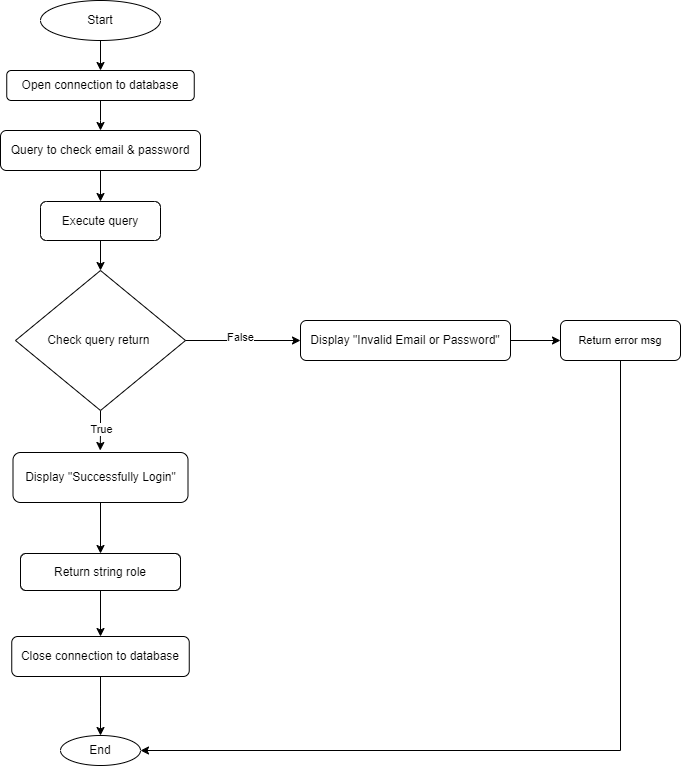 Start
Open connection to database
Query to check email & password
Execute query
Check query return
False
Display "Invalid Email or Password"
Return error msg
True
Display "Successfully Login"
Return string role
Close connection to database
End